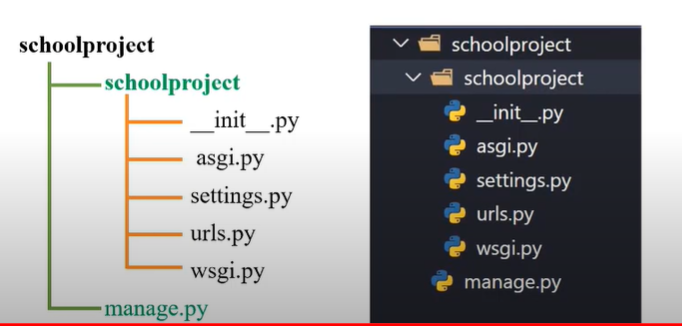 schoolproject
schoolproject
__init__.py
asgi.py
settings.py
urls.py
wsgi.py
manage.py
schoolproject
schoolproject
__init__.py
asgi.py
settings.py
urls.py
wsgi.py
manage.py